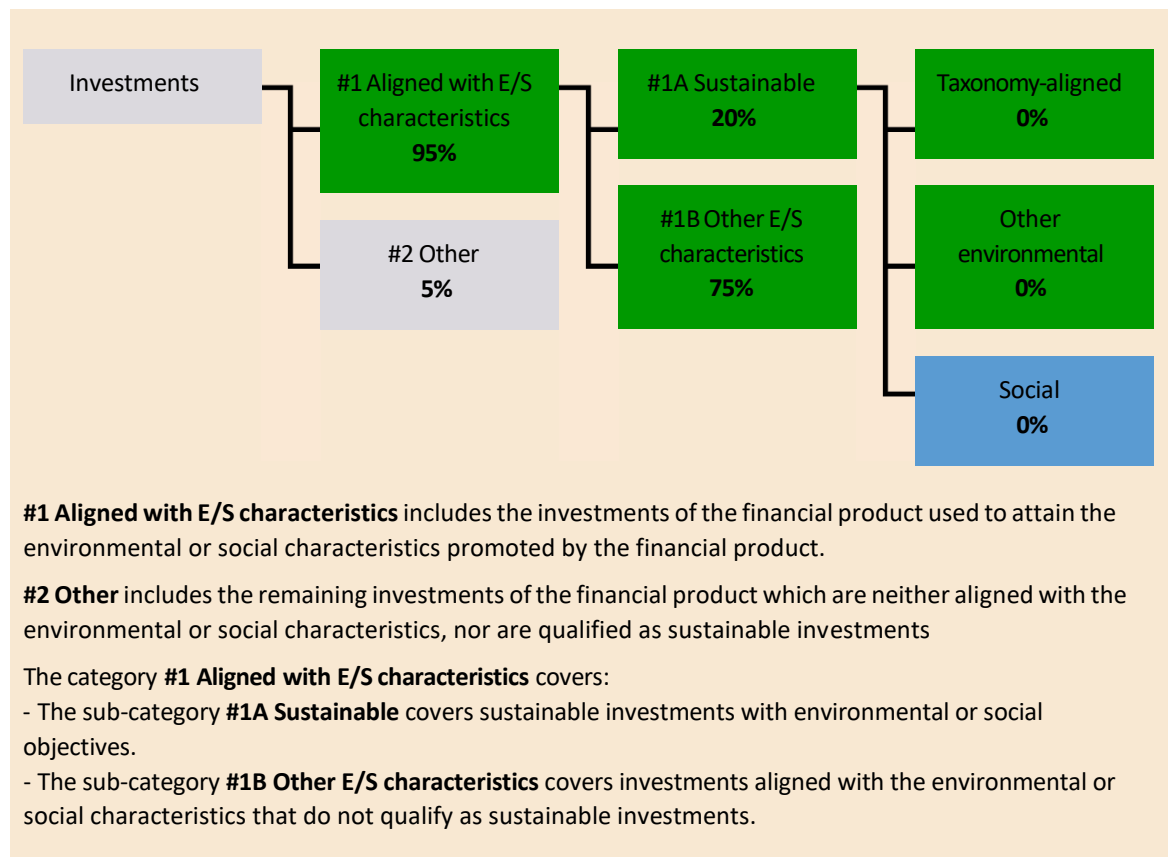 Investments
#1 Aligned with E/S
characteristics
95%
#2 Other
5%
#1A Sustainable
20%
#1B Other E/S
characteristics
75%
Taxonomy-aligned
0%
Other
environmental
0%
Social
0%
#1 Aligned with E/S characteristics includes the investments of the financial product used to attain the
environmental or social characteristics promoted by the financial product.
#2 Other includes the remaining investments of the financial product which are neither aligned with the
environmental or social characteristics, nor are qualified as sustainable investments
The category #1 Aligned with E/S characteristics covers:
- The sub-category #1A Sustainable covers sustainable investments with environmental or social
objectives.
- The sub-category #1B Other E/S characteristics covers investments aligned with the environmental or
social characteristics that do not qualify as sustainable investments.